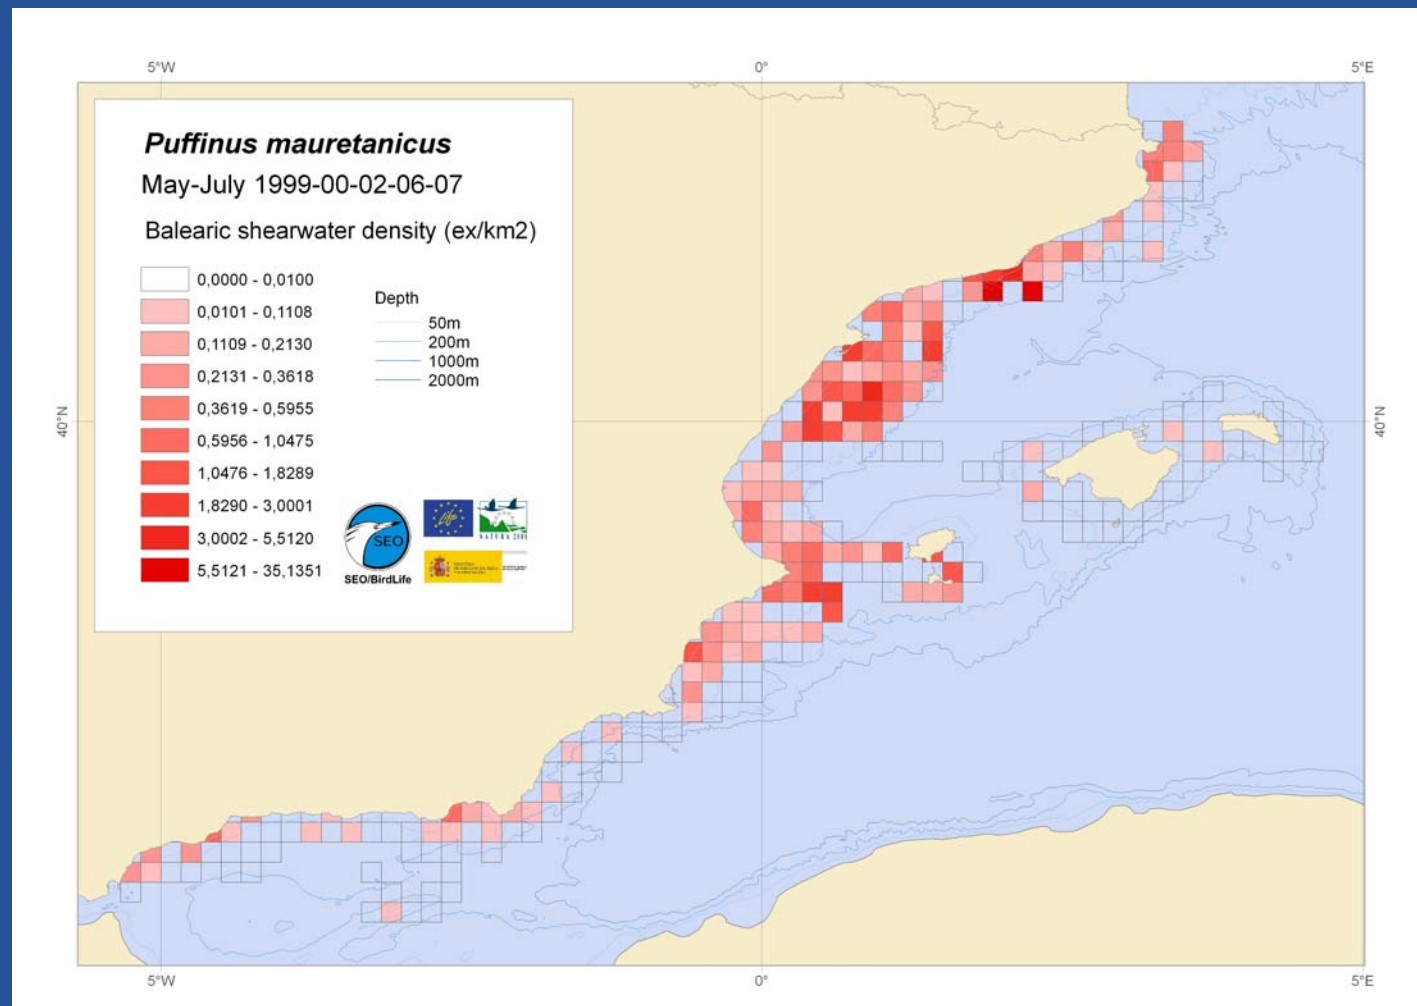 5°W 0° 5°E
Puffinus mauretanicus
May-July 1999-00-02-06-07
Balearic shearwater density (ex/km2)
0,0000 - 0,0100
0,0101 - 0,1108
0,1109 - 0,2130
0,2131 - 0,3618
0,3619 - 0,5955
0,5956 - 1,0475
1,0476 - 1,8289
1,8290 - 3,0001
3,0002 - 5,5120
5,5121 - 35,1351
Depth
50m
200m
1000m
2000m
SEO
SEO/BirdLife
Life
NATURA 2000
40°N
40°N
5°W 0° 5°E